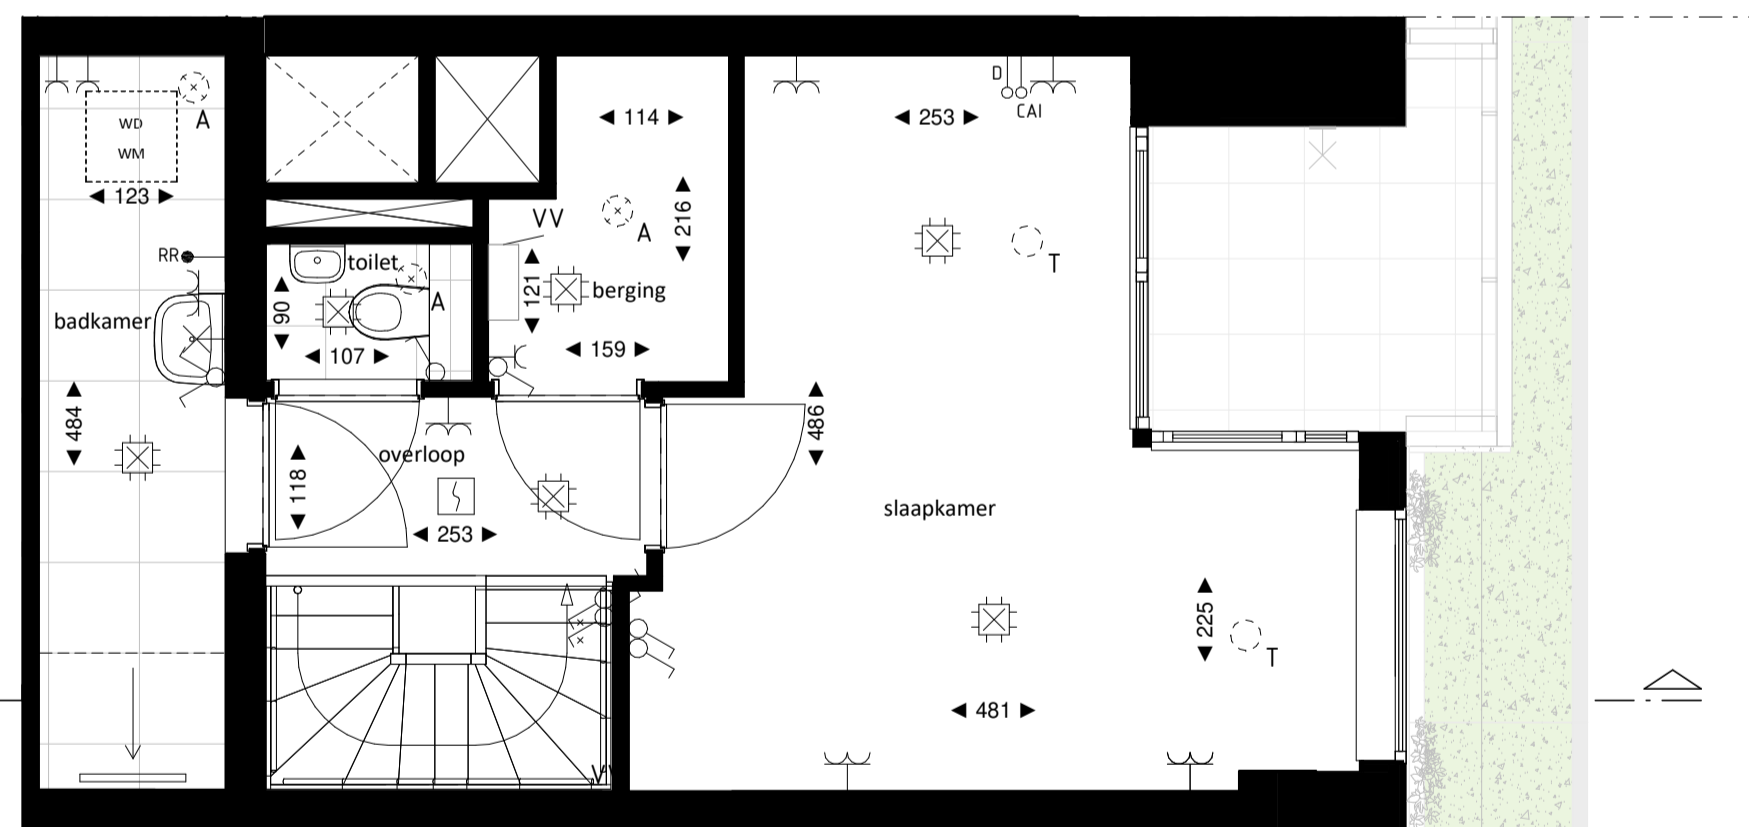 WD
WM
A
◄ 123 ►
RR
badkamer
◄ 484 ►
toilet
A
◄ 90 ►
◄ 107 ►
VV
◄ 114 ►
◄ 216 ►
A
◄ 121 ►
berging
◄ 159 ►
overloop
◄ 118 ►
◄ 253 ►
D
CAI
◄ 253 ►
T
◄ 486 ►
slaapkamer
◄ 225 ►
T
◄ 481 ►